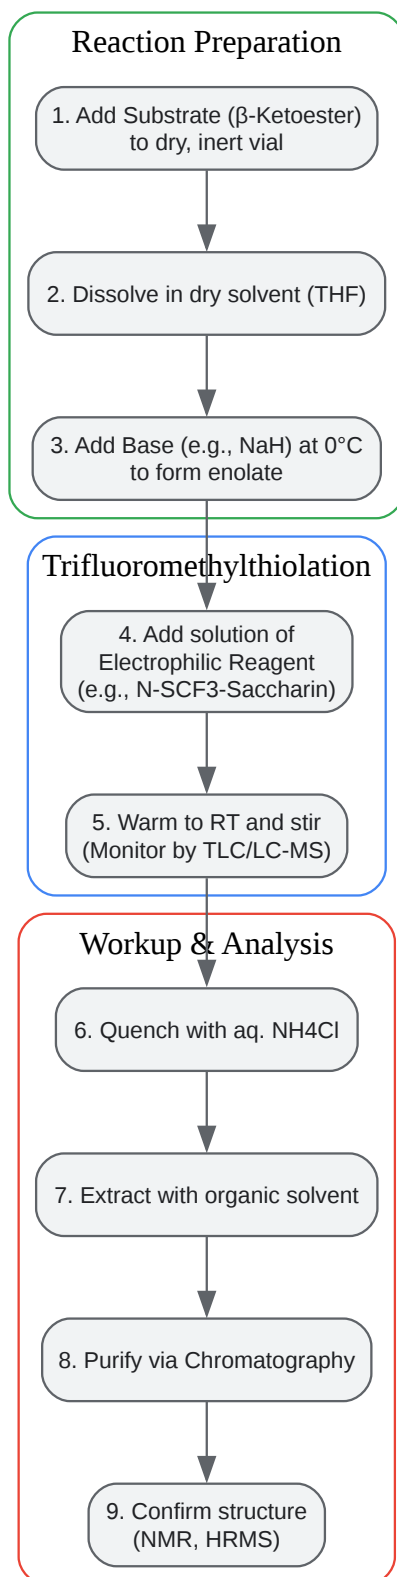 Reaction Preparation
1. Add Substrate (β-Ketoester)
to dry, inert vial
2. Dissolve in dry solvent (THF)
3. Add Base (e.g., NaH) at 0°C
to form enolate
Trifluoromethylthiolation
4. Add solution of
Electrophilic Reagent
(e.g., N-SCF3-Saccharin)
5. Warm to RT and stir
(Monitor by TLC/LC-MS)
Workup & Analysis
6. Quench with aq. NH4Cl
7. Extract with organic solvent
8. Purify via Chromatography
9. Confirm structure
(NMR, HRMS)